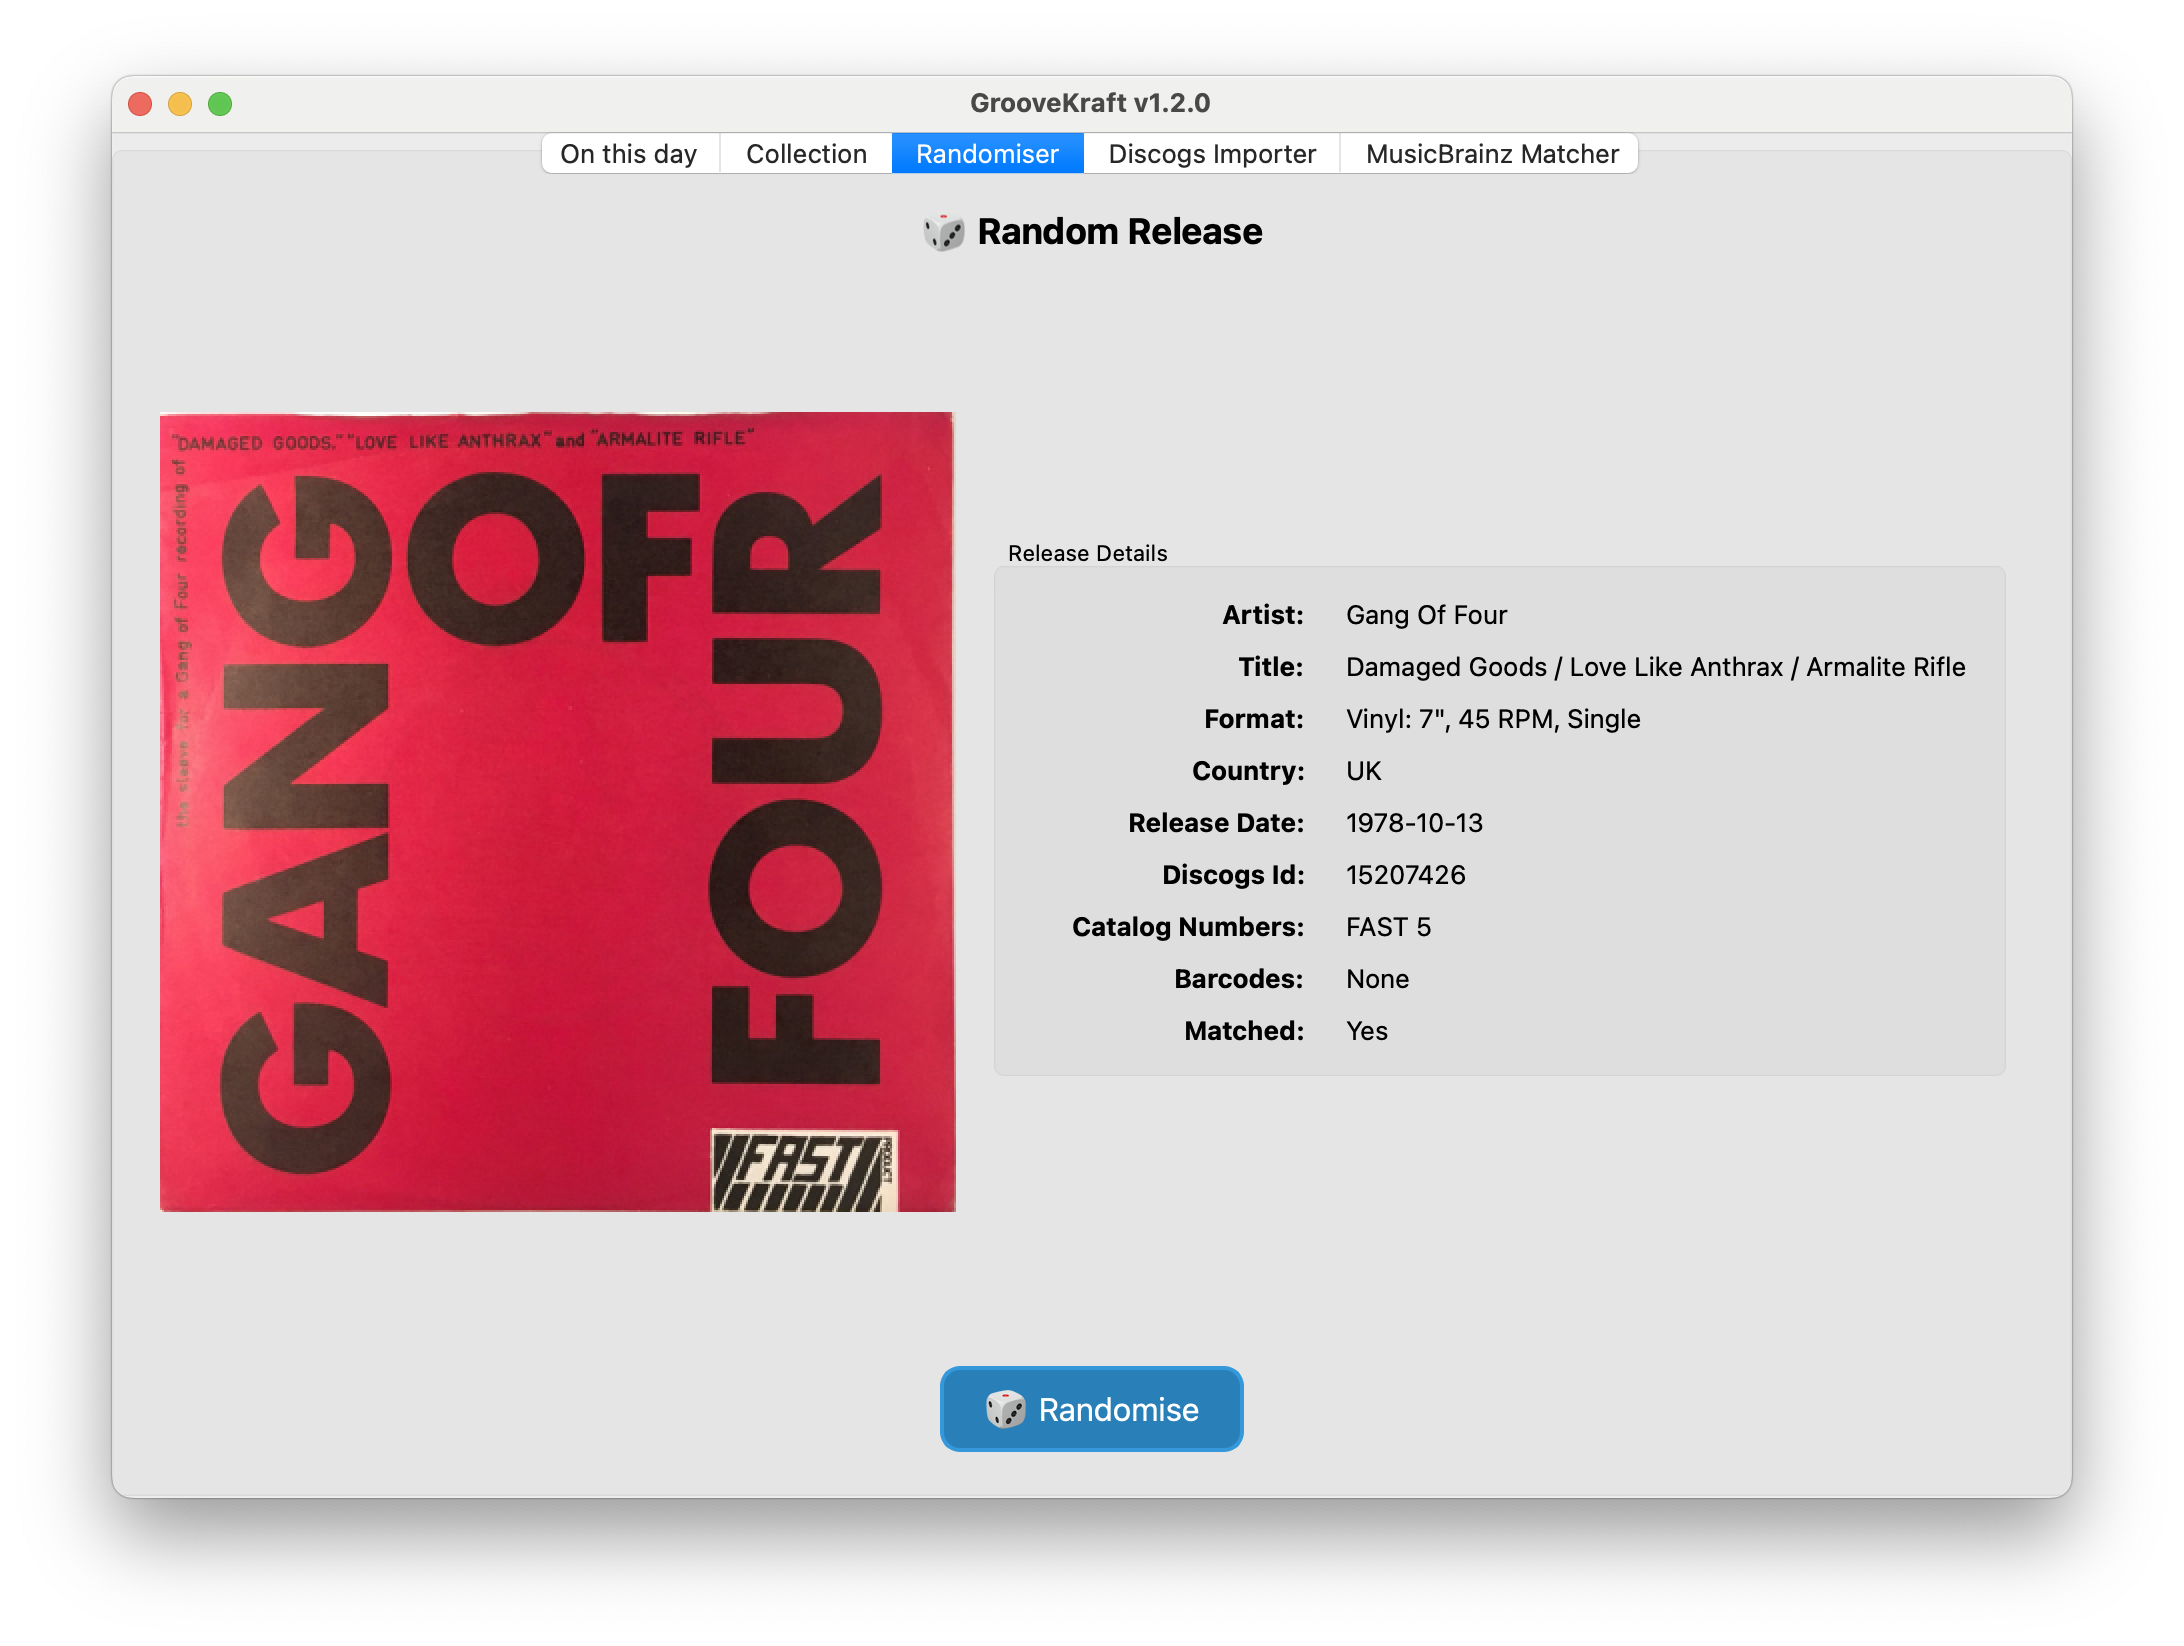 GrooveKraft v1.2.0
On this day
Collection
Randomiser
Discogs Importer
MusicBrainz Matcher
Random Release
"DAMAGED GOODS." "LOVE LIKE ANTHRAX" and "ARMALITE RIFLE"
the sleeve for a Gang of Four recording of
GANG
OF
FOUR
FAST
PRODUCT
Release Details
Artist: Gang Of Four
Title: Damaged Goods / Love Like Anthrax / Armalite Rifle
Format: Vinyl: 7", 45 RPM, Single
Country: UK
Release Date: 1978-10-13
Discogs Id: 15207426
Catalog Numbers: FAST 5
Barcodes: None
Matched: Yes
Randomise